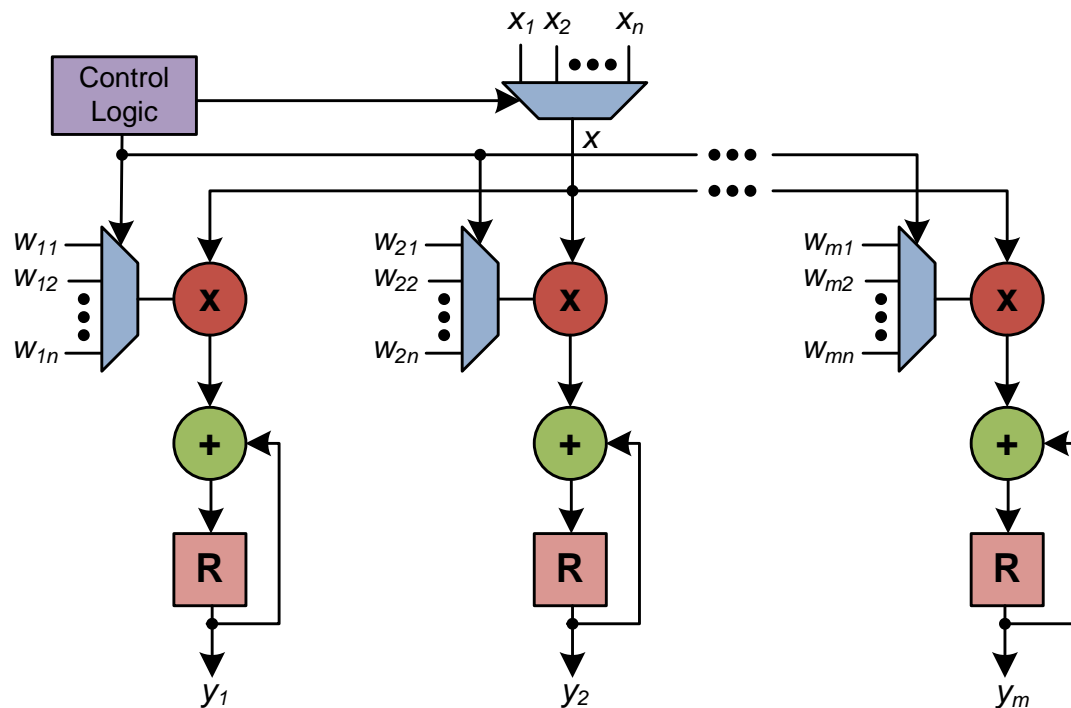 x1 x2 xn
Control
Logic
x
w11
w12
w1n
x
w21
w22
w2n
x
wm1
wm2
wmn
x
+
+
+
R
R
R
y1
y2
ym